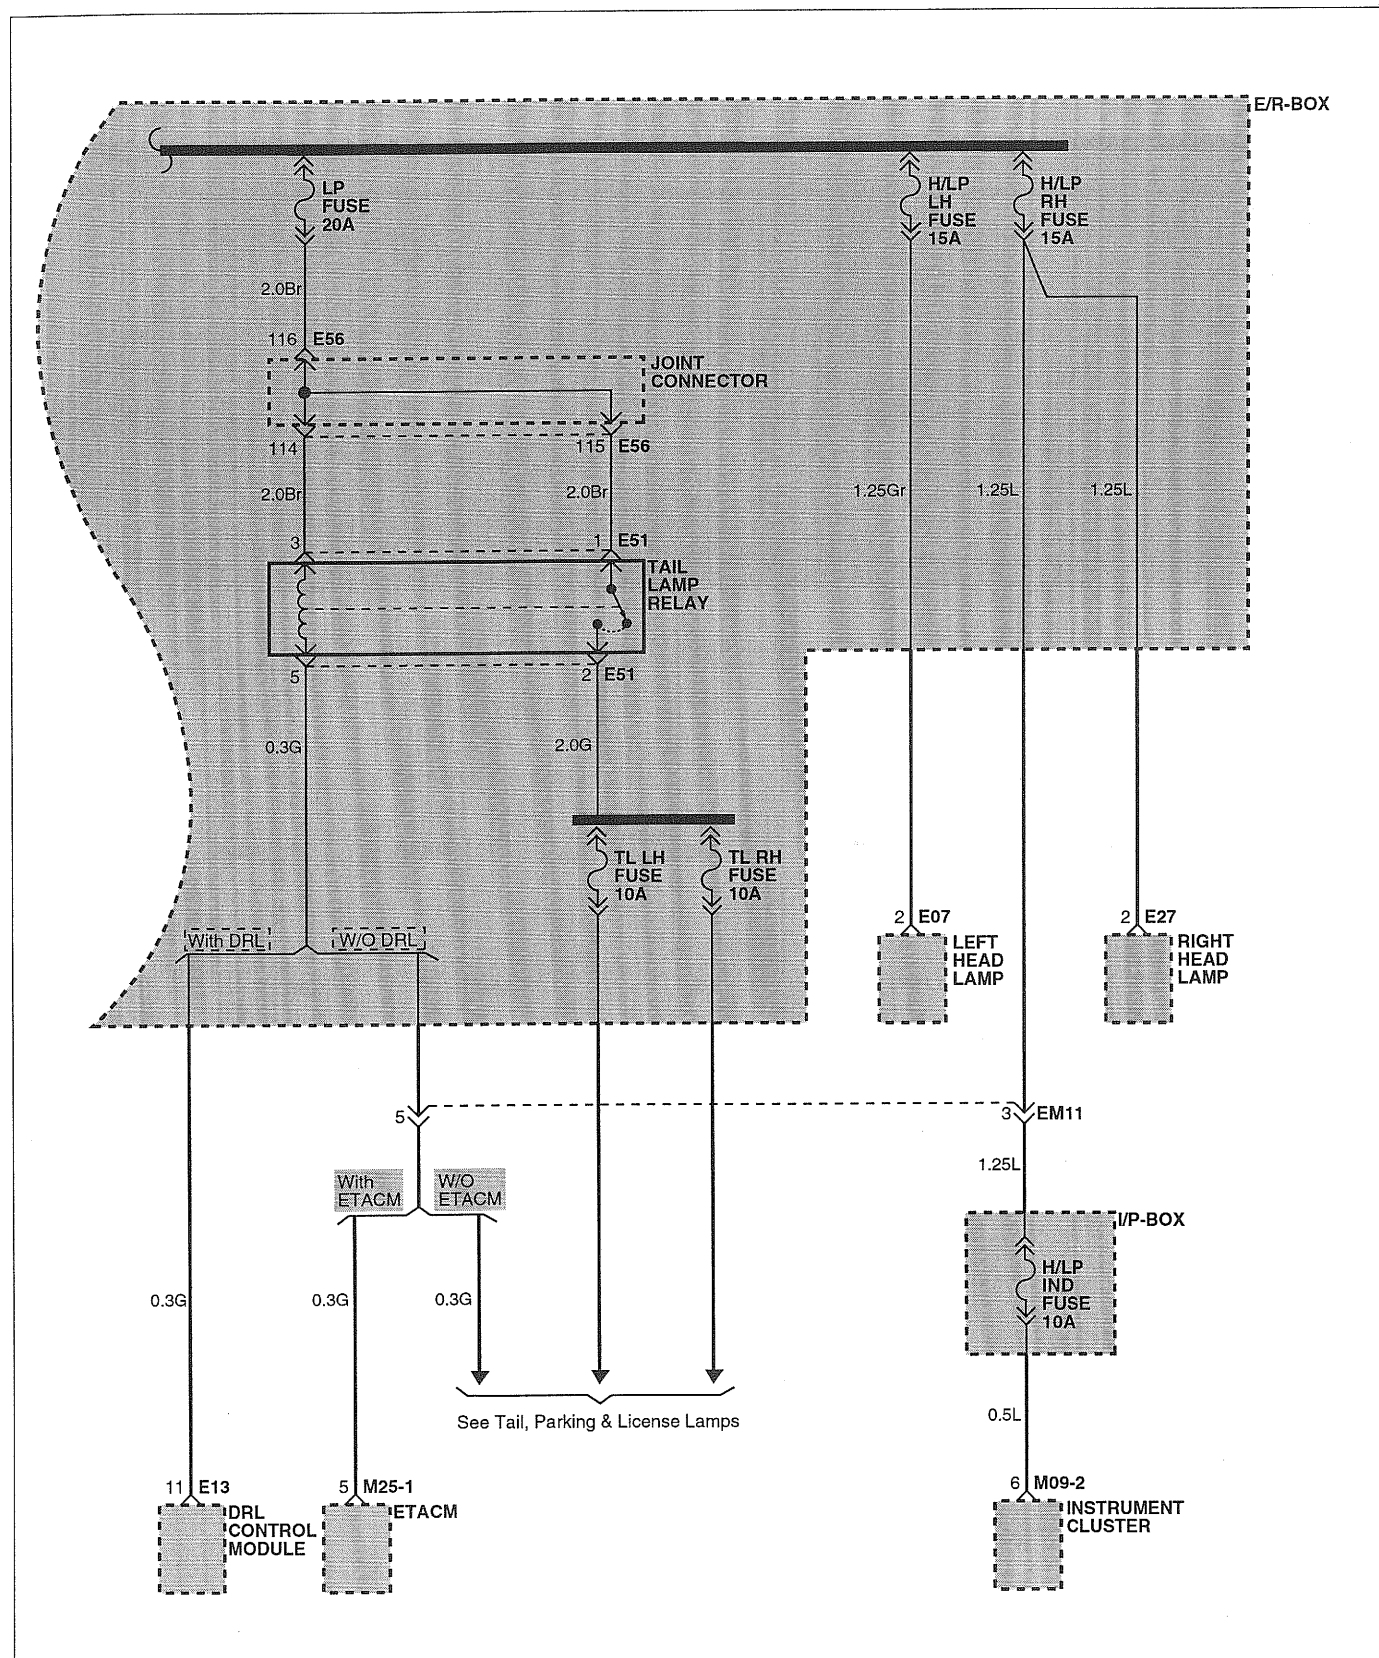 E/R-BOX
LP
FUSE
20A
H/LP
LH
FUSE
15A
H/LP
RH
FUSE
15A
2.0Br
116 E56
JOINT
CONNECTOR
114
115 E56
2.0Br
2.0Br
1.25Gr
1.25L
1.25L
3
1 E51
TAIL
LAMP
RELAY
5
2 E51
0.3G
2.0G
TL LH
FUSE
10A
TL RH
FUSE
10A
With DRL
W/O DRL
2 E07
LEFT
HEAD
LAMP
2 E27
RIGHT
HEAD
LAMP
5
3 EM11
1.25L
With
ETACM
W/O
ETACM
I/P-BOX
H/LP
IND
FUSE
10A
0.3G
0.3G
0.3G
See Tail, Parking & License Lamps
0.5L
11 E13
DRL
CONTROL
MODULE
5 M25-1
ETACM
6 M09-2
INSTRUMENT
CLUSTER